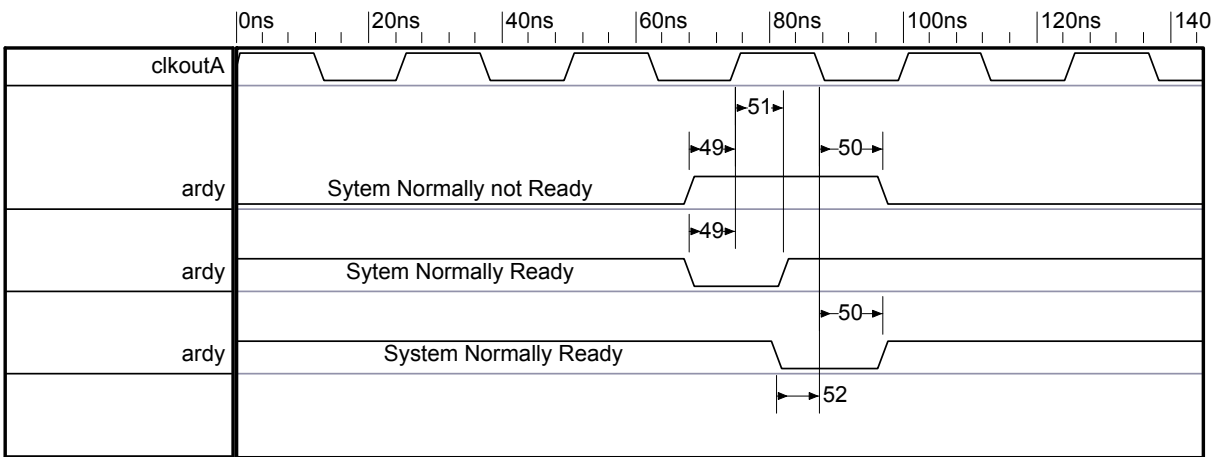 0ns 20ns 40ns 60ns 80ns 100ns 120ns 140
clkoutA
51
49 50
ardy Sytem Normally not Ready
49
ardy Sytem Normally Ready
50
ardy System Normally Ready
52